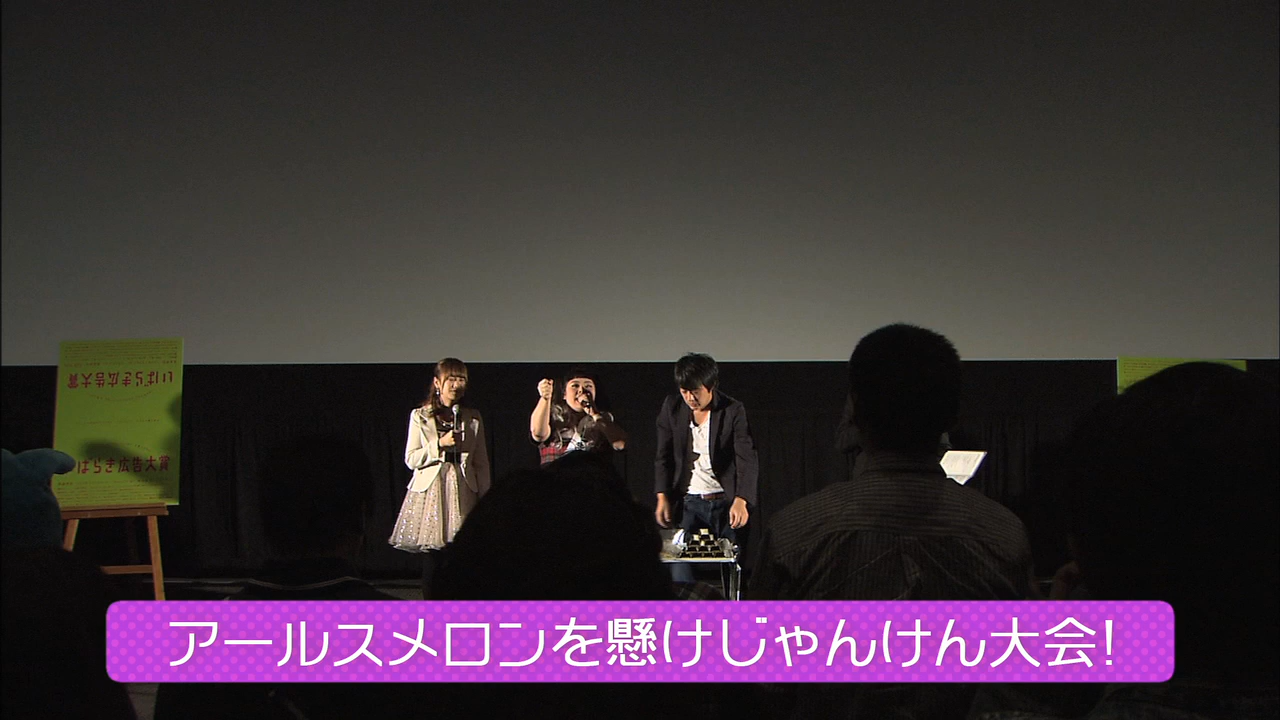 いばらき広告大賞
ばらき広告大賞
アールスメロンを懸けじゃんけん大会!